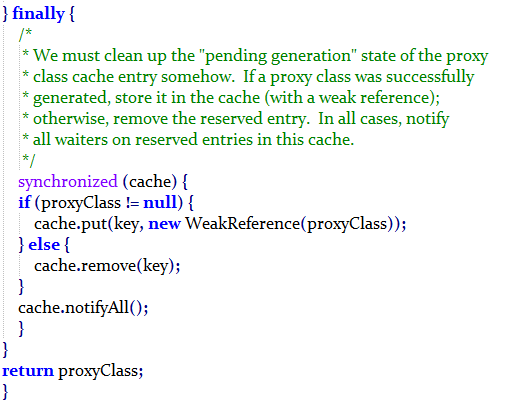 } finally {
/*
* We must clean up the "pending generation" state of the proxy
* class cache entry somehow.  If a proxy class was successfully
* generated, store it in the cache (with a weak reference);
* otherwise, remove the reserved entry.  In all cases, notify
* all waiters on reserved entries in this cache.
*/
synchronized (cache) {
if (proxyClass != null) {
cache.put(key, new WeakReference(proxyClass));
} else {
cache.remove(key);
}
cache.notifyAll();
}
}
return proxyClass;
}